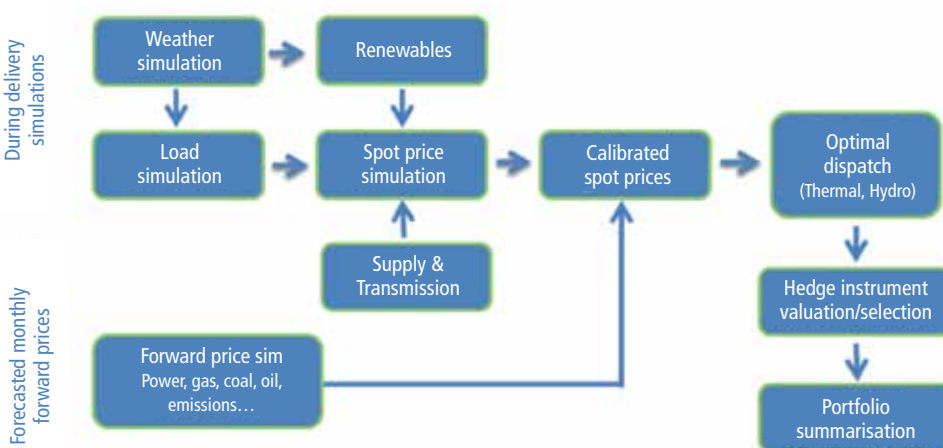 During delivery
simulations
Weather
simulation
Renewables
Load
simulation
Spot price
simulation
Calibrated
spot prices
Optimal
dispatch
(Thermal, Hydro)
Supply &
Transmission
Hedge instrument
valuation/selection
Forecasted monthly
forward prices
Forward price sim
Power, gas, coal, oil,
emissions…
Portfolio
summarisation